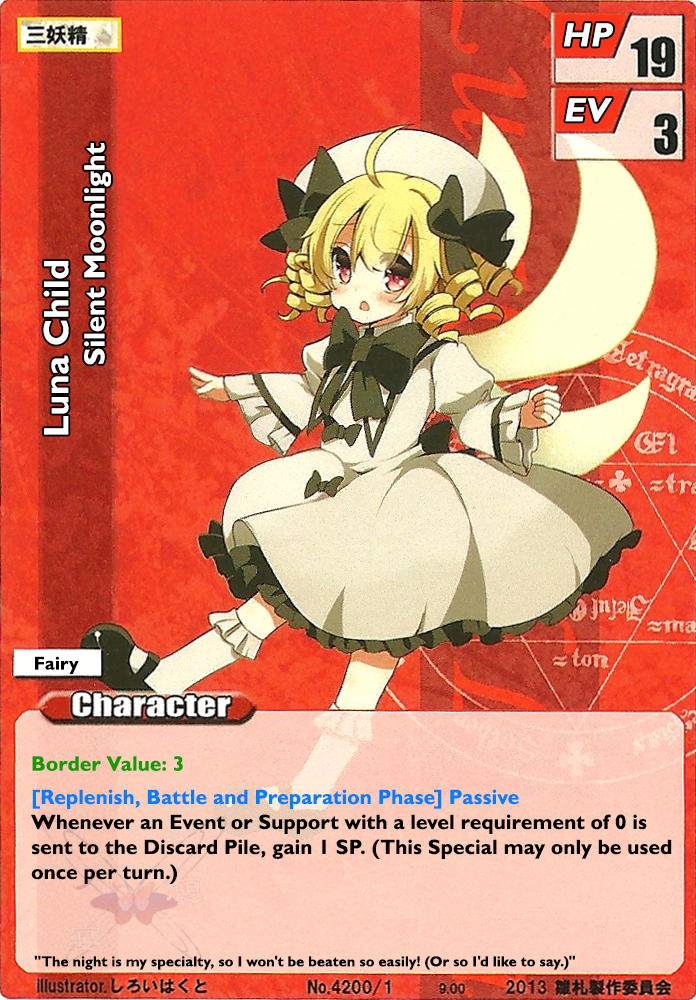 三妖精
HP 19
EV 3
Luna Child
Silent Moonlight
Tetragra
El
Fairy
Character
Border Value: 3
[Replenish, Battle and Preparation Phase] Passive
Whenever an Event or Support with a level requirement of 0 is
sent to the Discard Pile, gain 1 SP. (This Special may only be used
once per turn.)
"The night is my specialty, so I won't be beaten so easily! (Or so I'd like to say.)"
illustrator.しろいはくと No.4200/1 9.00 2013 雛札製作委員会